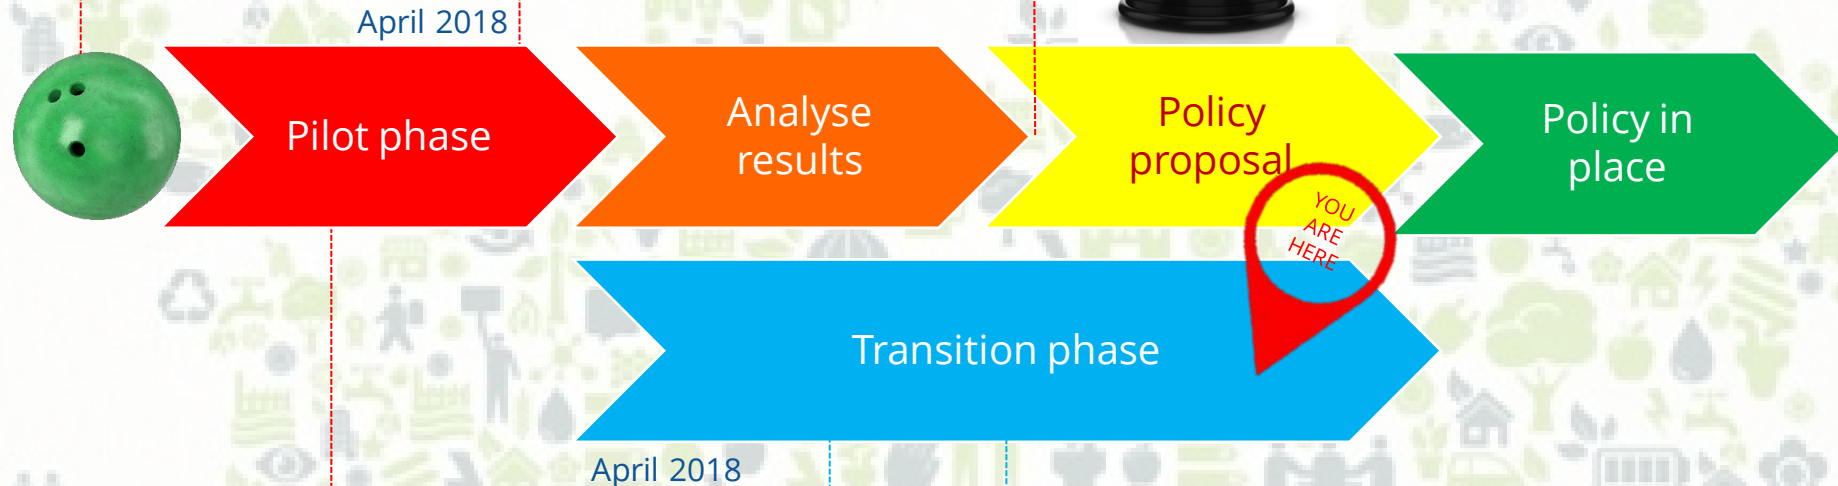 April 2018
Pilot phase
Analyse
results
Policy
proposal
Policy in
place
YOU
ARE
HERE
Transition phase
April 2018